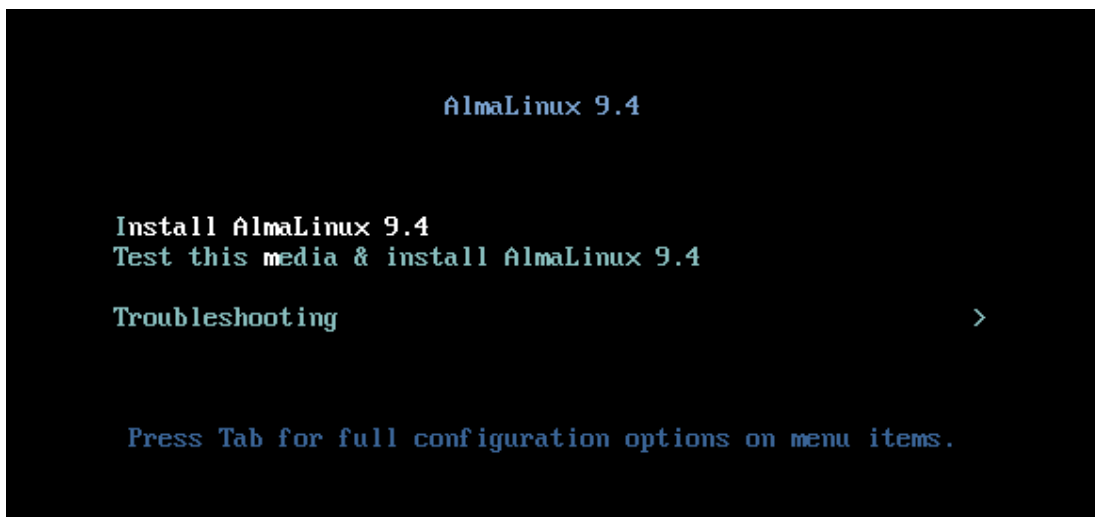 AlmaLinux 9.4
Install AlmaLinux 9.4
Test this media & install AlmaLinux 9.4
Troubleshooting >
Press Tab for full configuration options on menu items.